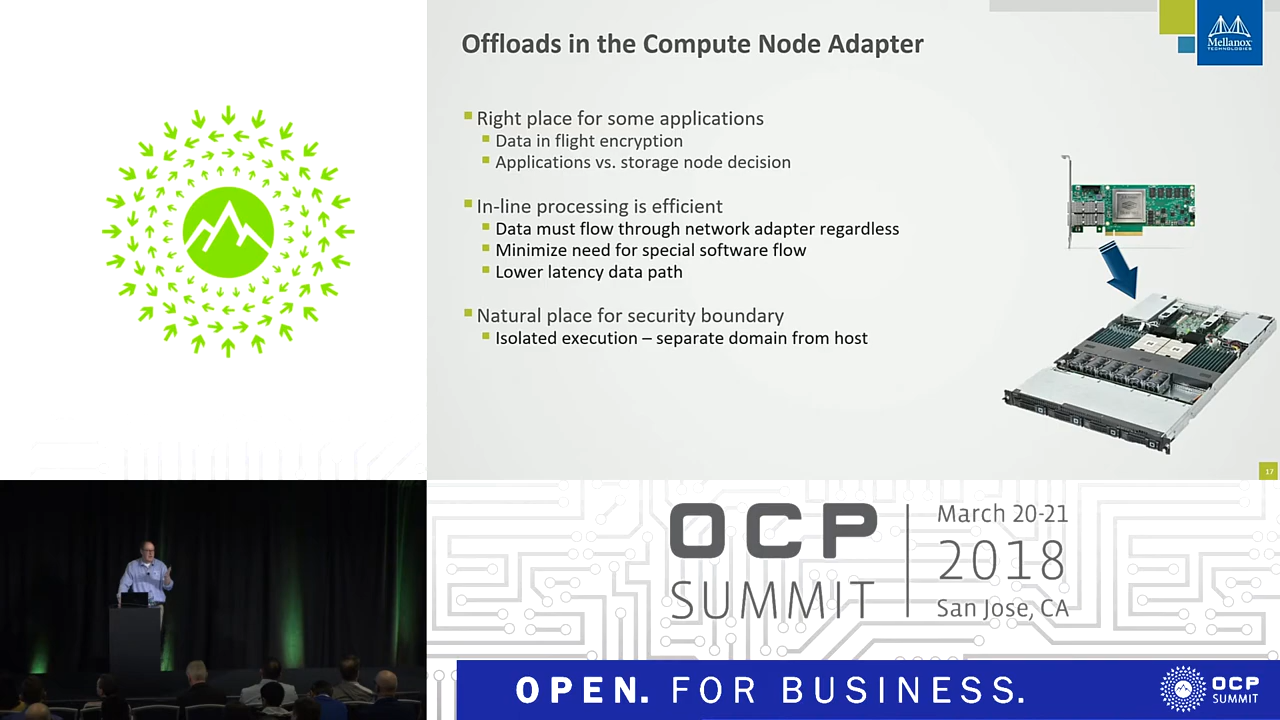 Offloads in the Compute Node Adapter
Mellanox
TECHNOLOGIES
Right place for some applications
Data in flight encryption
Applications vs. storage node decision
In-line processing is efficient
Data must flow through network adapter regardless
Minimize need for special software flow
Lower latency data path
Natural place for security boundary
Isolated execution – separate domain from host
17
OCP
SUMMIT
March 20-21
2018
San Jose, CA
OPEN. FOR BUSINESS.
OCP
SUMMIT